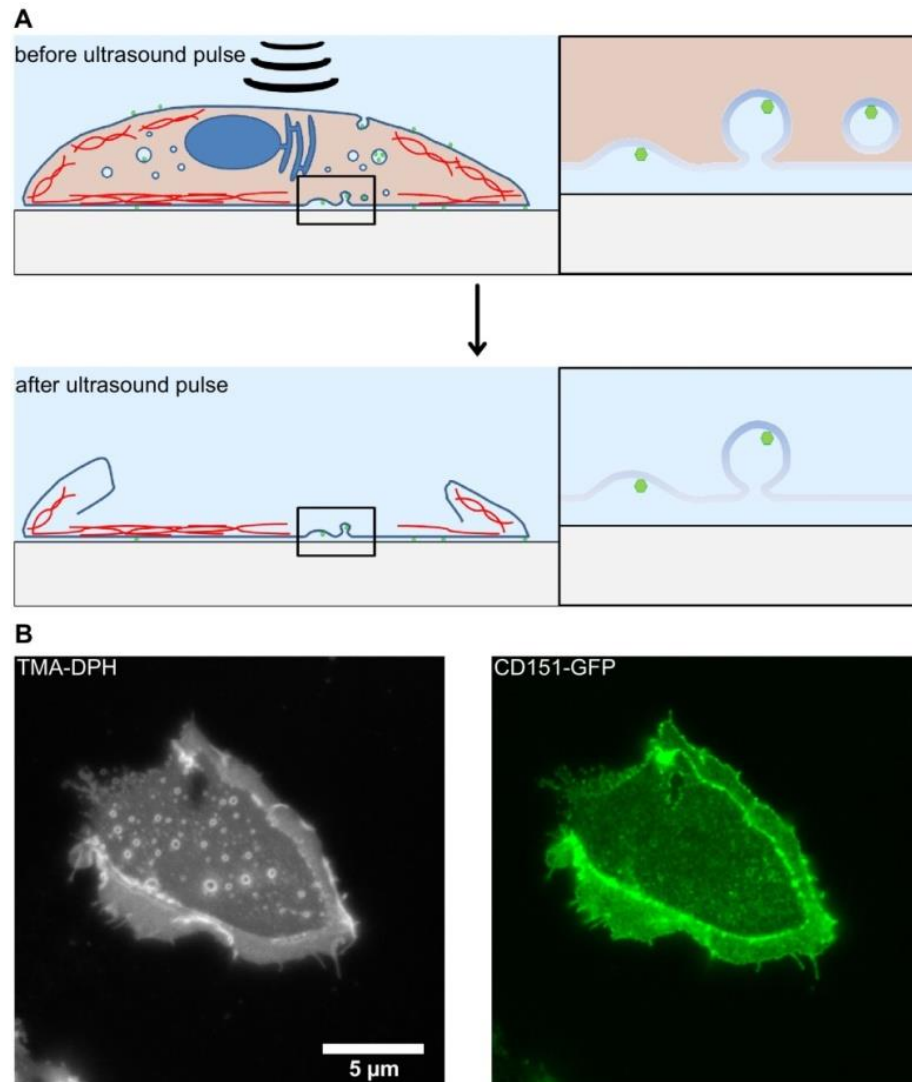 A
before ultrasound pulse
after ultrasound pulse
B
TMA-DPH
CD151-GFP
5 µm